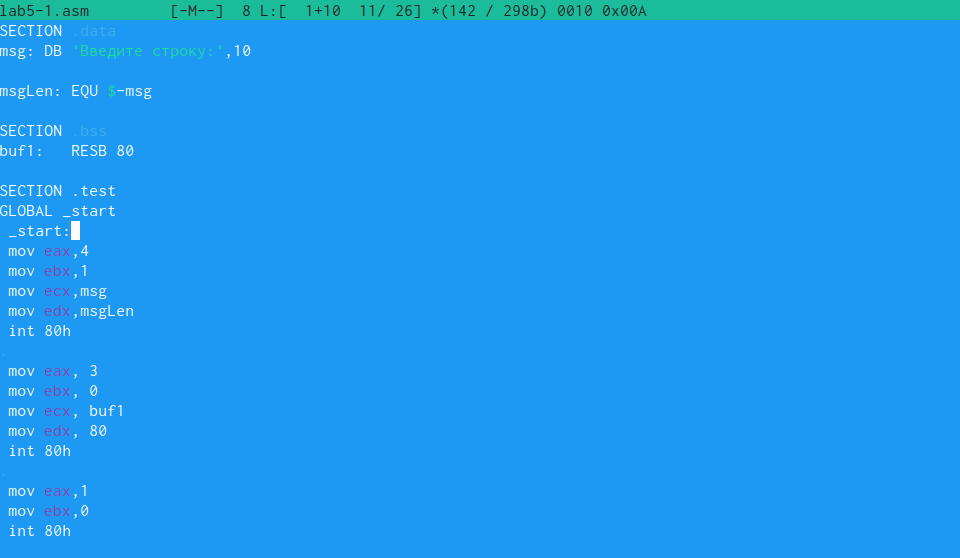 lab5-1.asm [-M--] 8 L:[ 1+10 11/ 26] *(142 / 298b) 0010 0x00A
SECTION .data
msg: DB 'Введите строку:',10
msgLen: EQU $-msg
SECTION .bss
buf1: RESB 80
SECTION .test
GLOBAL _start
_start:
mov eax,4
mov ebx,1
mov ecx,msg
mov edx,msgLen
int 80h
.
mov eax, 3
mov ebx, 0
mov ecx, buf1
mov edx, 80
int 80h
.
mov eax,1
mov ebx,0
int 80h